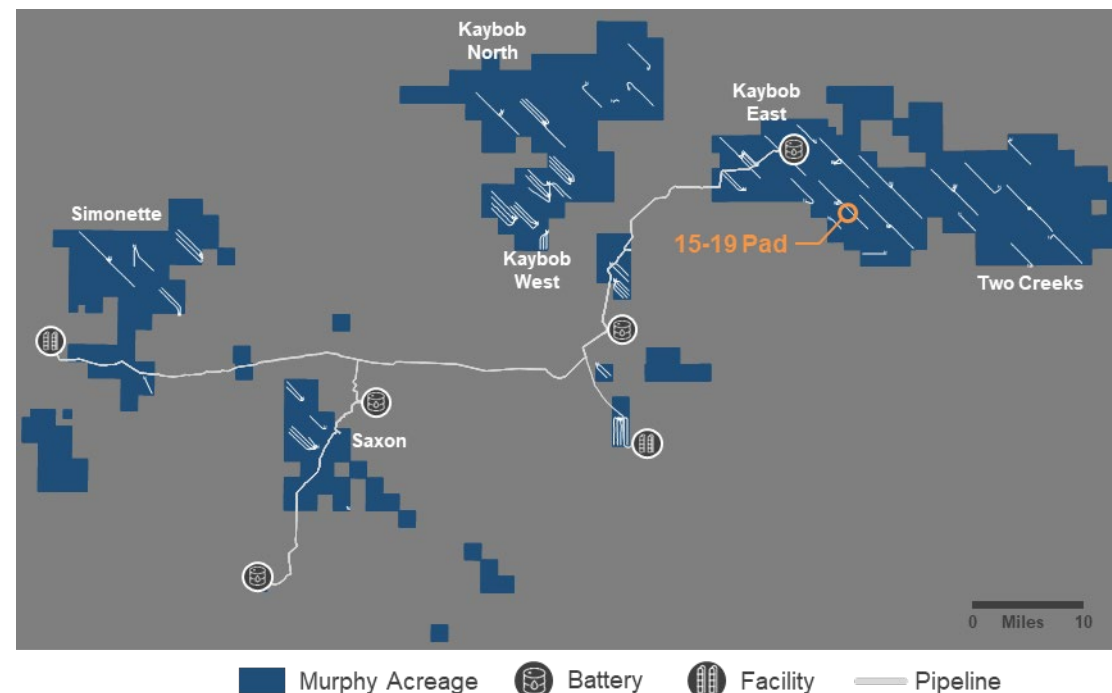 Kaybob
North
Kaybob
East
Simonette
15-19 Pad
Kaybob
West
Two Creeks
Saxon
0 Miles 10
Murphy Acreage Battery Facility Pipeline